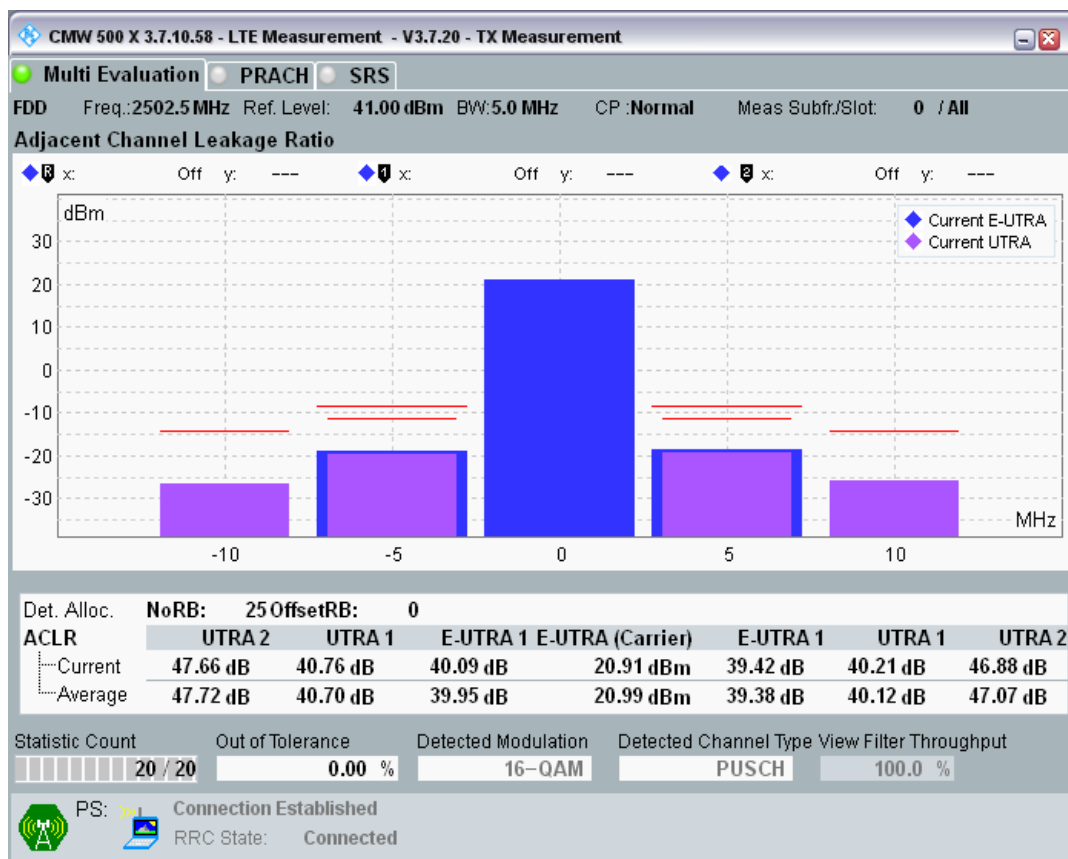 CMW 500 X 3.7.10.58 - LTE Measurement - V3.7.20 - TX Measurement
Multi Evaluation PRACH SRS
FDD Freq.:2502.5 MHz Ref. Level: 41.00 dBm BW:5.0 MHz CP :Normal Meas Subfr./Slot: 0 / All
Adjacent Channel Leakage Ratio
R x: Off y: --- 1 x: Off y: --- 2 x: Off y: ---
dBm
Current E-UTRA
Current UTRA
30
20
10
0
-10
-20
-30
MHz
-10 -5 0 5 10
Det. Alloc. NoRB: 25 OffsetRB: 0
ACLR UTRA 2 UTRA 1 E-UTRA 1 E-UTRA (Carrier) E-UTRA 1 UTRA 1 UTRA 2
Current 47.66 dB 40.76 dB 40.09 dB 20.91 dBm 39.42 dB 40.21 dB 46.88 dB
Average 47.72 dB 40.70 dB 39.95 dB 20.99 dBm 39.38 dB 40.12 dB 47.07 dB
Statistic Count Out of Tolerance Detected Modulation Detected Channel Type View Filter Throughput
20 / 20 0.00 % 16-QAM PUSCH 100.0 %
PS: Connection Established
RRC State: Connected